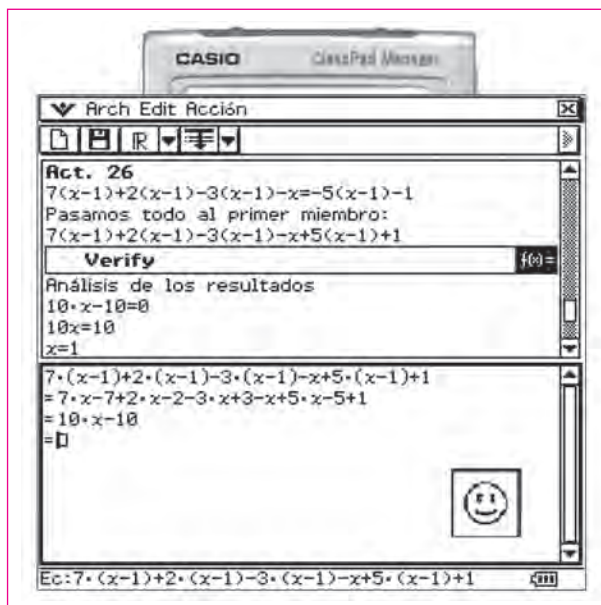 CASIO ClassPad Manager
Arch Edit Acción
ℝ
Act. 26
7(x-1)+2(x-1)-3(x-1)-x=-5(x-1)-1
Pasamos todo al primer miembro:
7(x-1)+2(x-1)-3(x-1)-x+5(x-1)+1
Verify f(x)=
Análisis de los resultados
10·x-10=0
10x=10
x=1
7·(x-1)+2·(x-1)-3·(x-1)-x+5·(x-1)+1
=7·x-7+2·x-2-3·x+3-x+5·x-5+1
=10·x-10
=
Ec:7·(x-1)+2·(x-1)-3·(x-1)-x+5·(x-1)+1